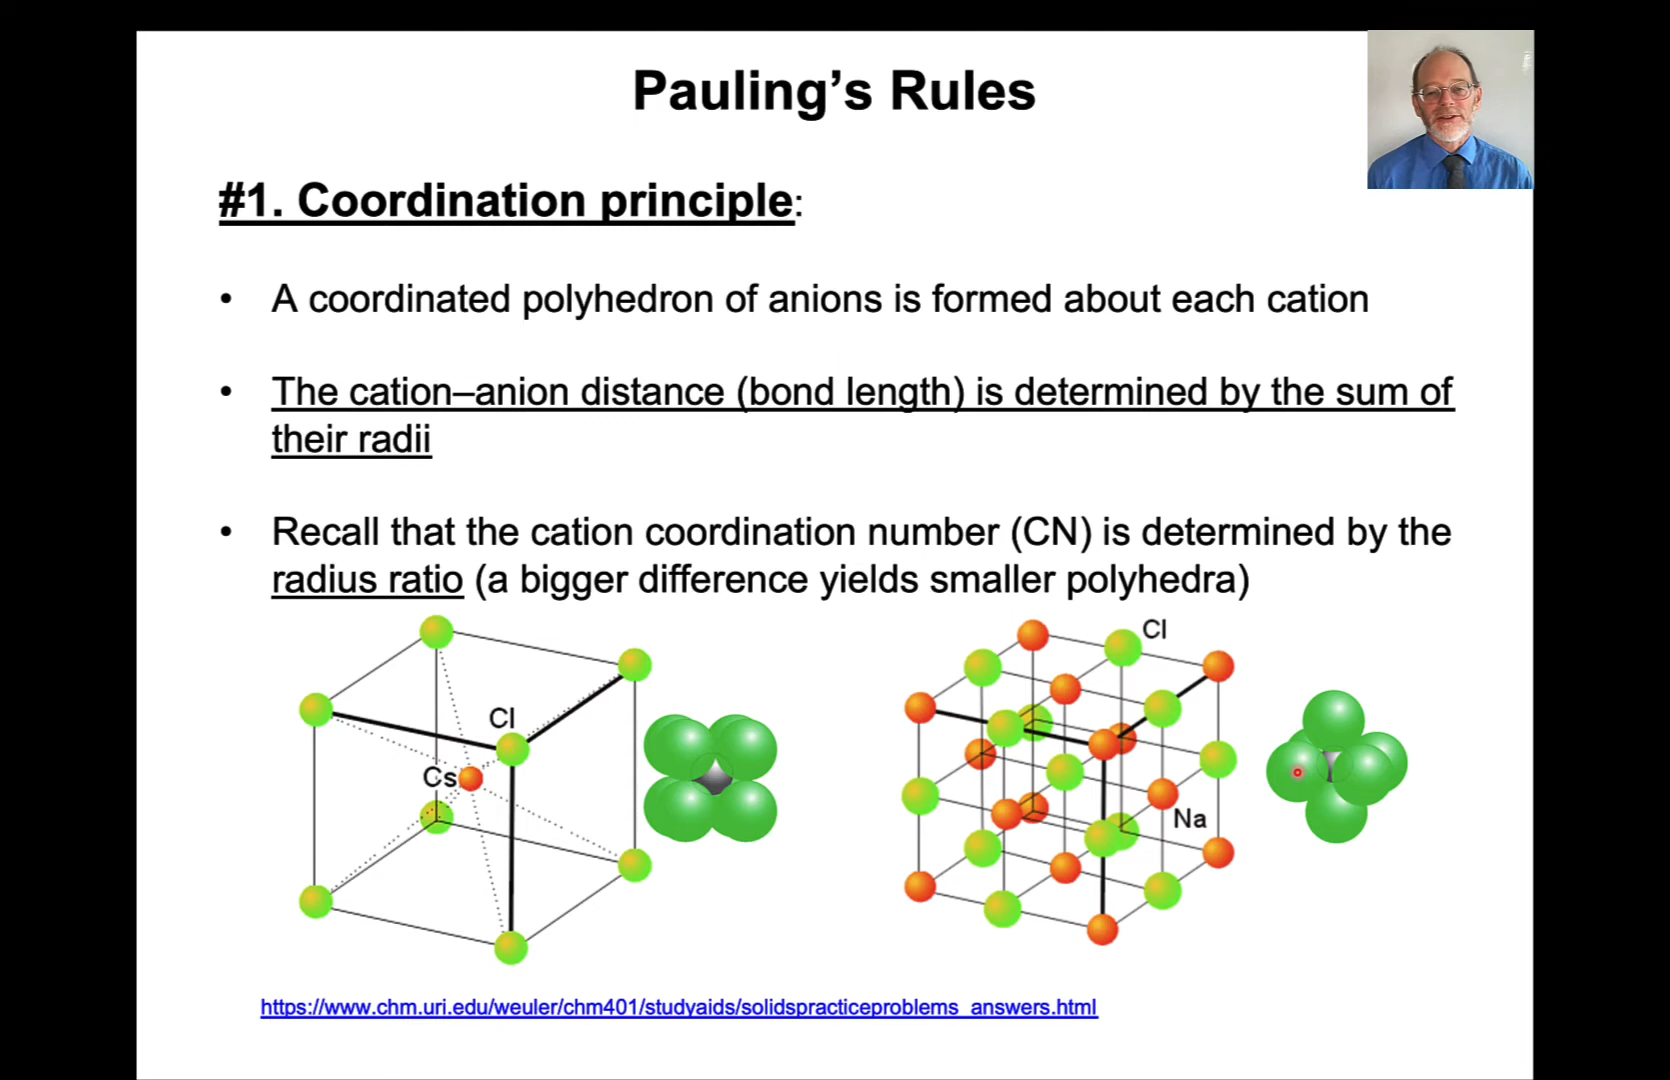 Pauling’s Rules
#1. Coordination principle:
• A coordinated polyhedron of anions is formed about each cation
• The cation–anion distance (bond length) is determined by the sum of
their radii
• Recall that the cation coordination number (CN) is determined by the
radius ratio (a bigger difference yields smaller polyhedra)
Cl
Cs
Cl
Na
https://www.chm.uri.edu/weuler/chm401/studyaids/solidspracticeproblems_answers.html